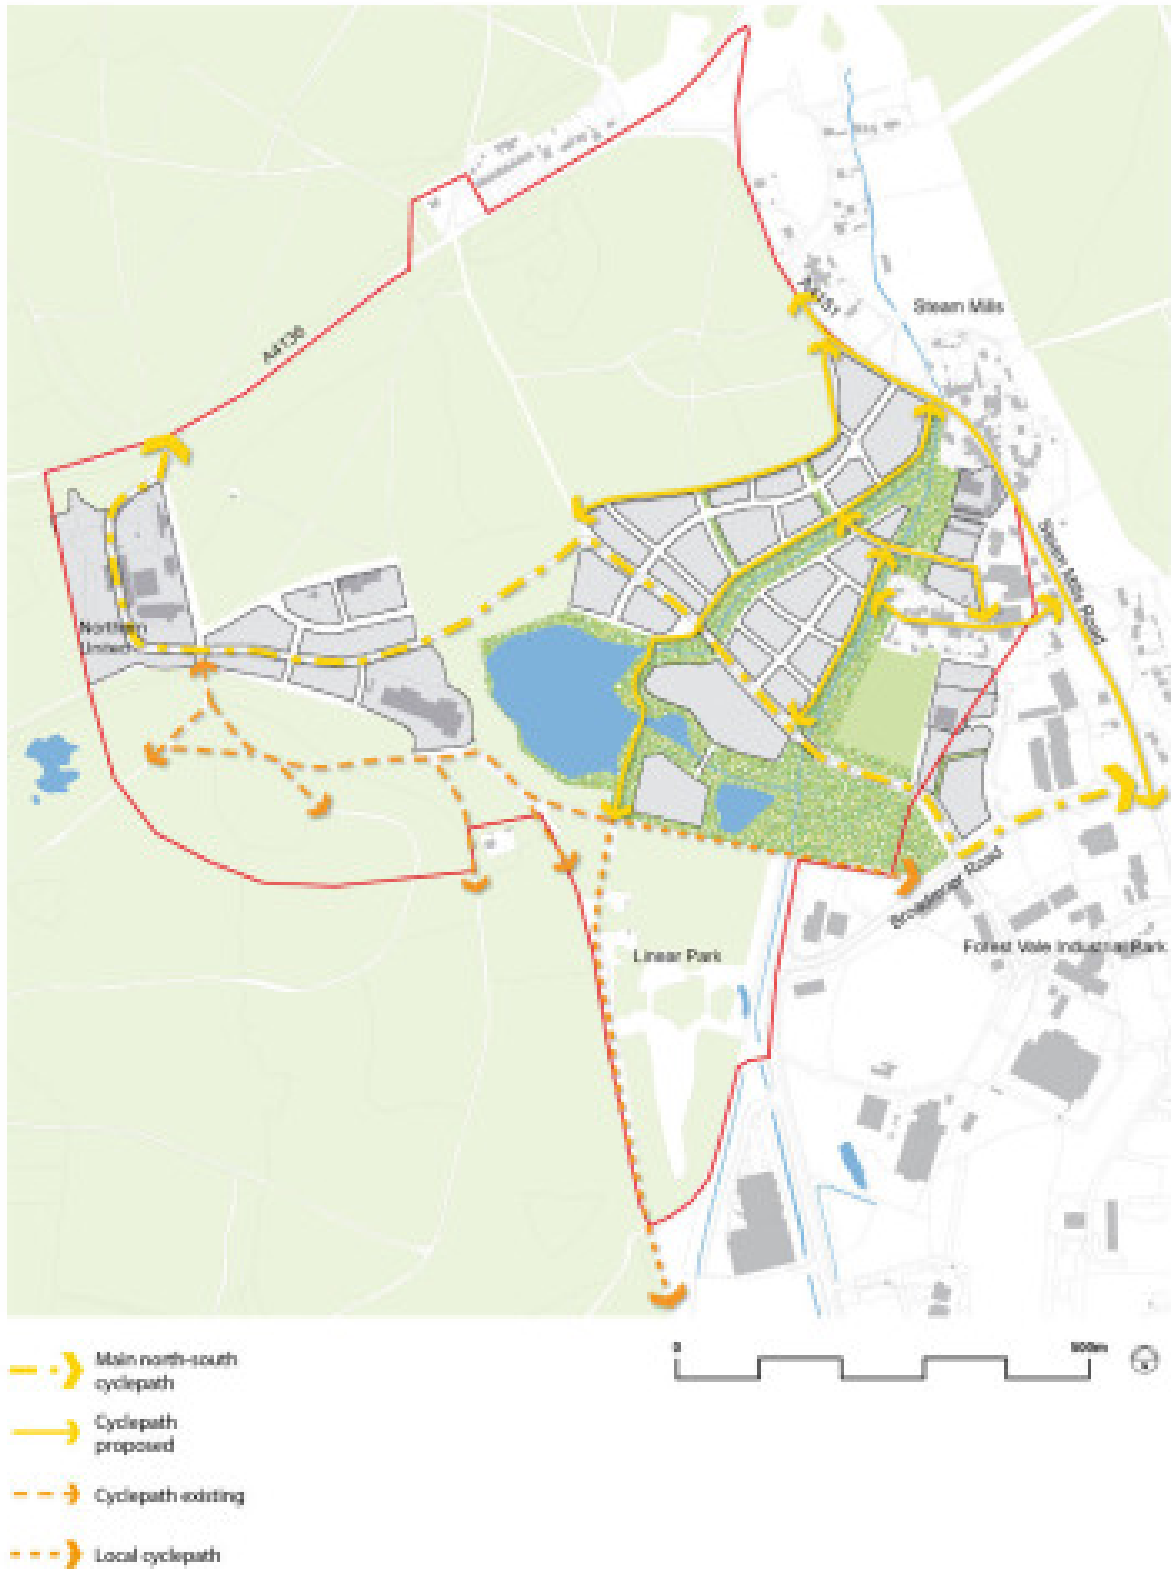 A4136
Steam Mills
Steam Mills Road
Northern
United
Broadmoor Road
Forest Vale Industrial Park
Linear Park
0
500m
Main north-south
cyclepath
Cyclepath
proposed
Cyclepath existing
Local cyclepath